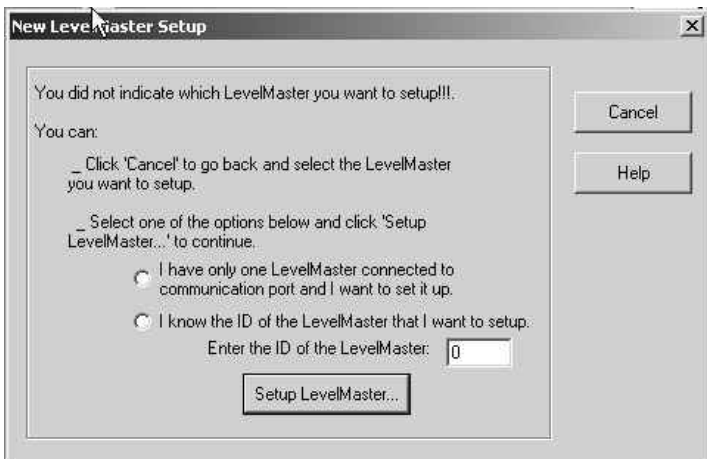 New LevelMaster Setup
You did not indicate which LevelMaster you want to setup!!!.
You can:
_ Click 'Cancel' to go back and select the LevelMaster
you want to setup.
_ Select one of the options below and click 'Setup
LevelMaster...' to continue.
I have only one LevelMaster connected to
communication port and I want to set it up.
I know the ID of the LevelMaster that I want to setup.
Enter the ID of the LevelMaster: 0
Setup LevelMaster...
Cancel
Help